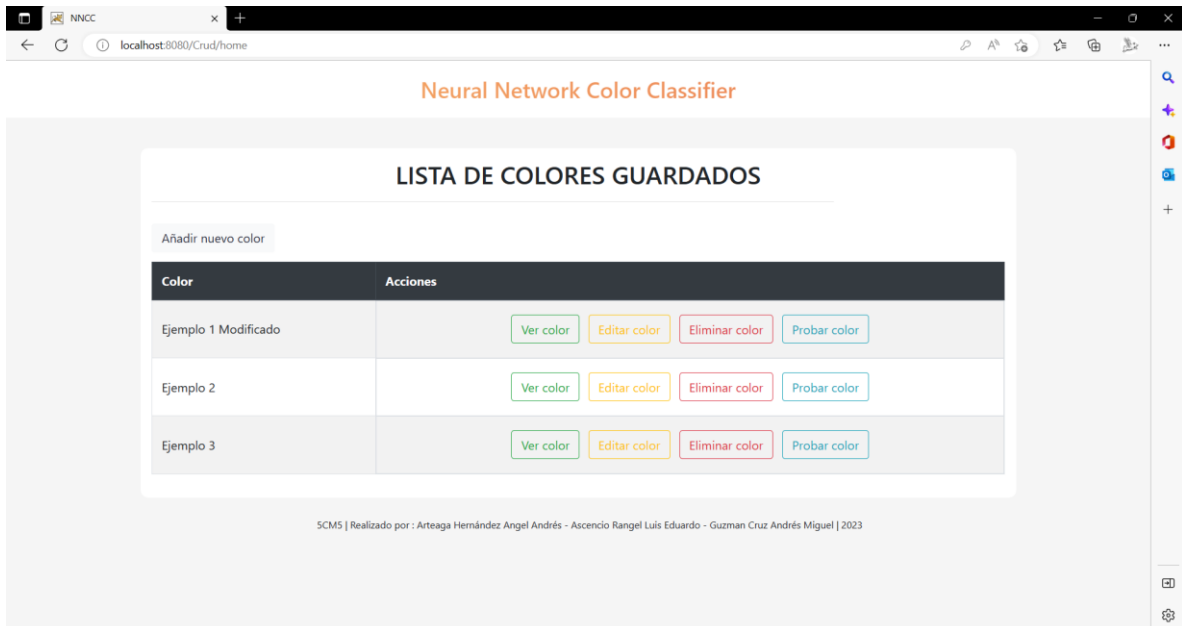 NNCC
localhost:8080/Crud/home
Neural Network Color Classifier
LISTA DE COLORES GUARDADOS
Añadir nuevo color
Color Acciones
Ejemplo 1 Modificado Ver color Editar color Eliminar color Probar color
Ejemplo 2 Ver color Editar color Eliminar color Probar color
Ejemplo 3 Ver color Editar color Eliminar color Probar color
5CM5 | Realizado por : Arteaga Hernández Angel Andrés - Ascencio Rangel Luis Eduardo - Guzman Cruz Andrés Miguel | 2023